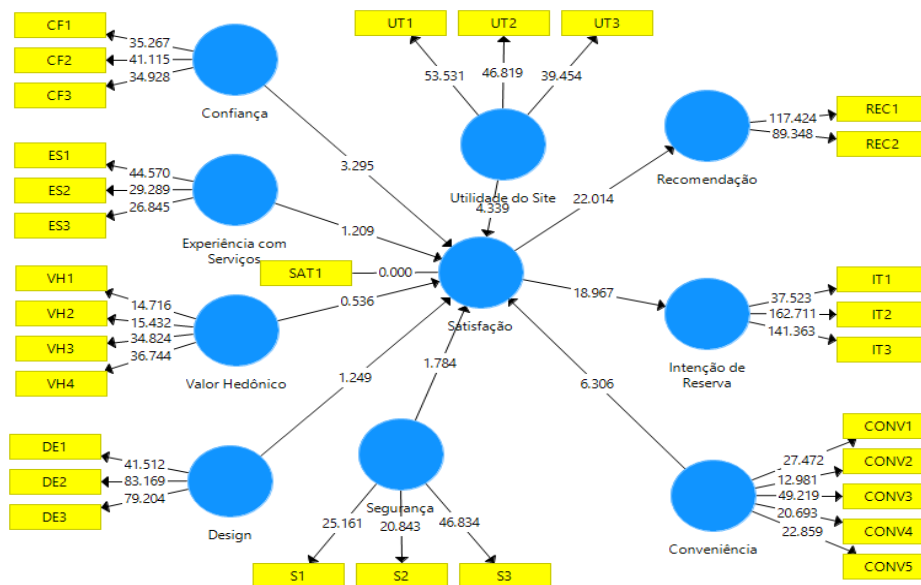 CF1
CF2
CF3
35.267
41.115
34.928
Confiança
UT1
UT2
UT3
53.531
46.819
39.454
Utilidade do Site
4.339
REC1
REC2
117.424
89.348
Recomendação
22.014
ES1
ES2
ES3
44.570
29.289
26.845
Experiência com
Serviços
3.295
1.209
SAT1
0.000
Satisfação
18.967
IT1
IT2
IT3
37.523
162.711
141.363
Intenção de
Reserva
VH1
VH2
VH3
VH4
14.716
15.432
34.824
36.744
Valor Hedônico
0.536
1.249
1.784
6.306
DE1
DE2
DE3
41.512
83.169
79.204
Design
Segurança
25.161
20.843
46.834
S1
S2
S3
CONV1
CONV2
CONV3
CONV4
CONV5
27.472
12.981
49.219
20.693
22.859
Conveniência